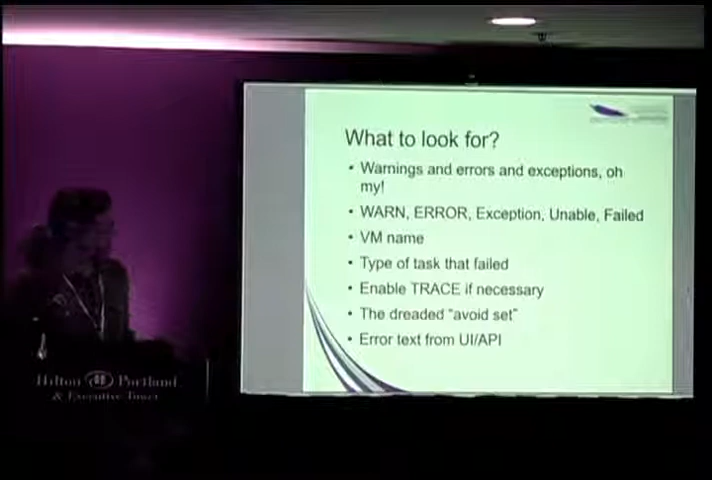 What to look for?
• Warnings and errors and exceptions, oh
my!
• WARN, ERROR, Exception, Unable, Failed
• VM name
• Type of task that failed
• Enable TRACE if necessary
• The dreaded "avoid set"
• Error text from UI/API
Hilton Portland
& Executive Tower